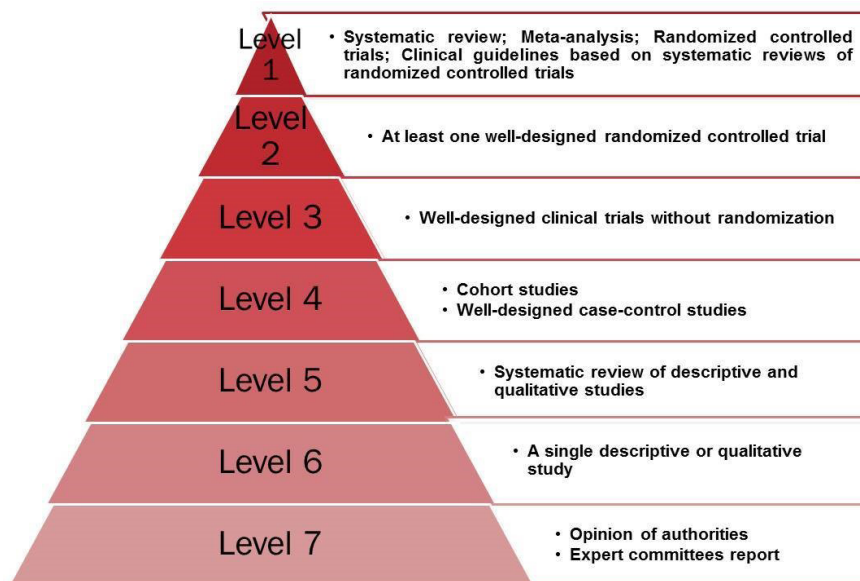 Level
1
• Systematic review; Meta-analysis; Randomized controlled
trials; Clinical guidelines based on systematic reviews of
randomized controlled trials
Level
2
• At least one well-designed randomized controlled trial
Level 3
• Well-designed clinical trials without randomization
Level 4
• Cohort studies
• Well-designed case-control studies
Level 5
• Systematic review of descriptive and
qualitative studies
Level 6
• A single descriptive or qualitative
study
Level 7
• Opinion of authorities
• Expert committees report